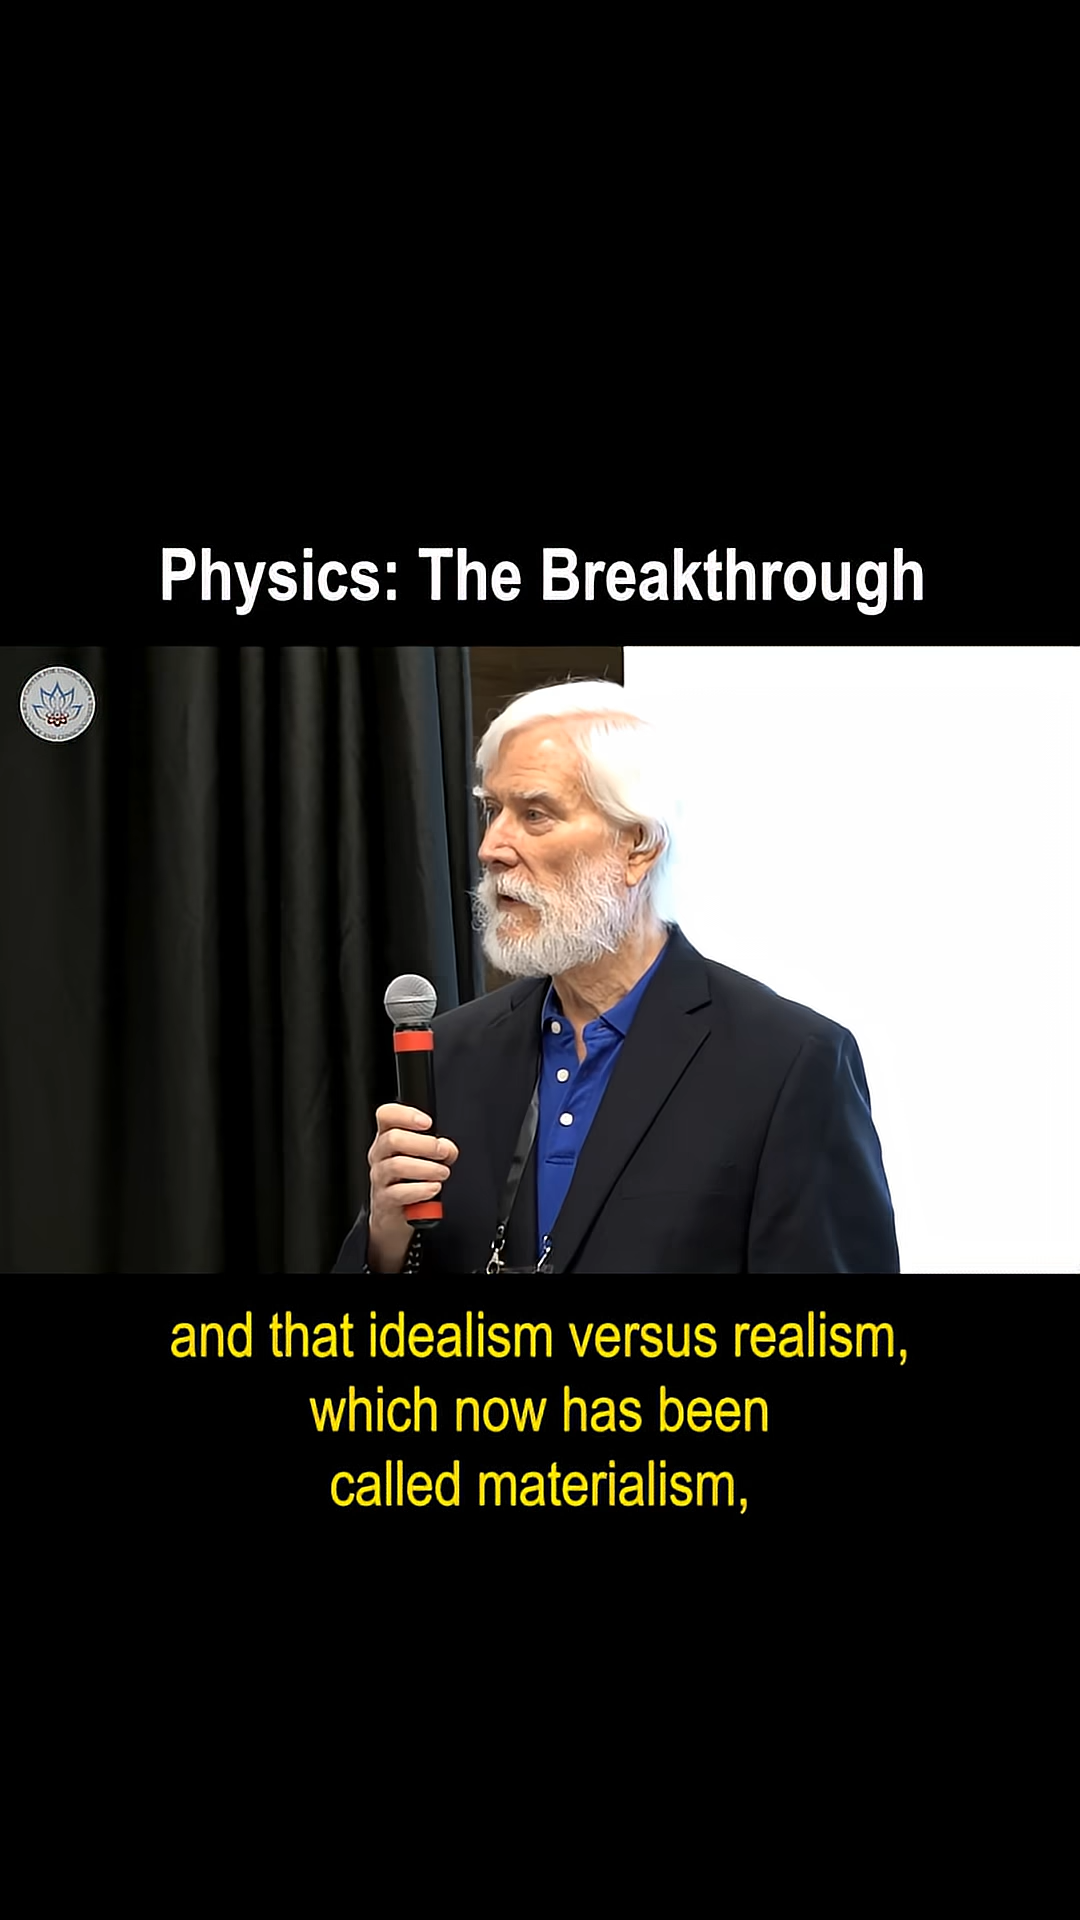 Physics: The Breakthrough
and that idealism versus realism,
which now has been
called materialism,